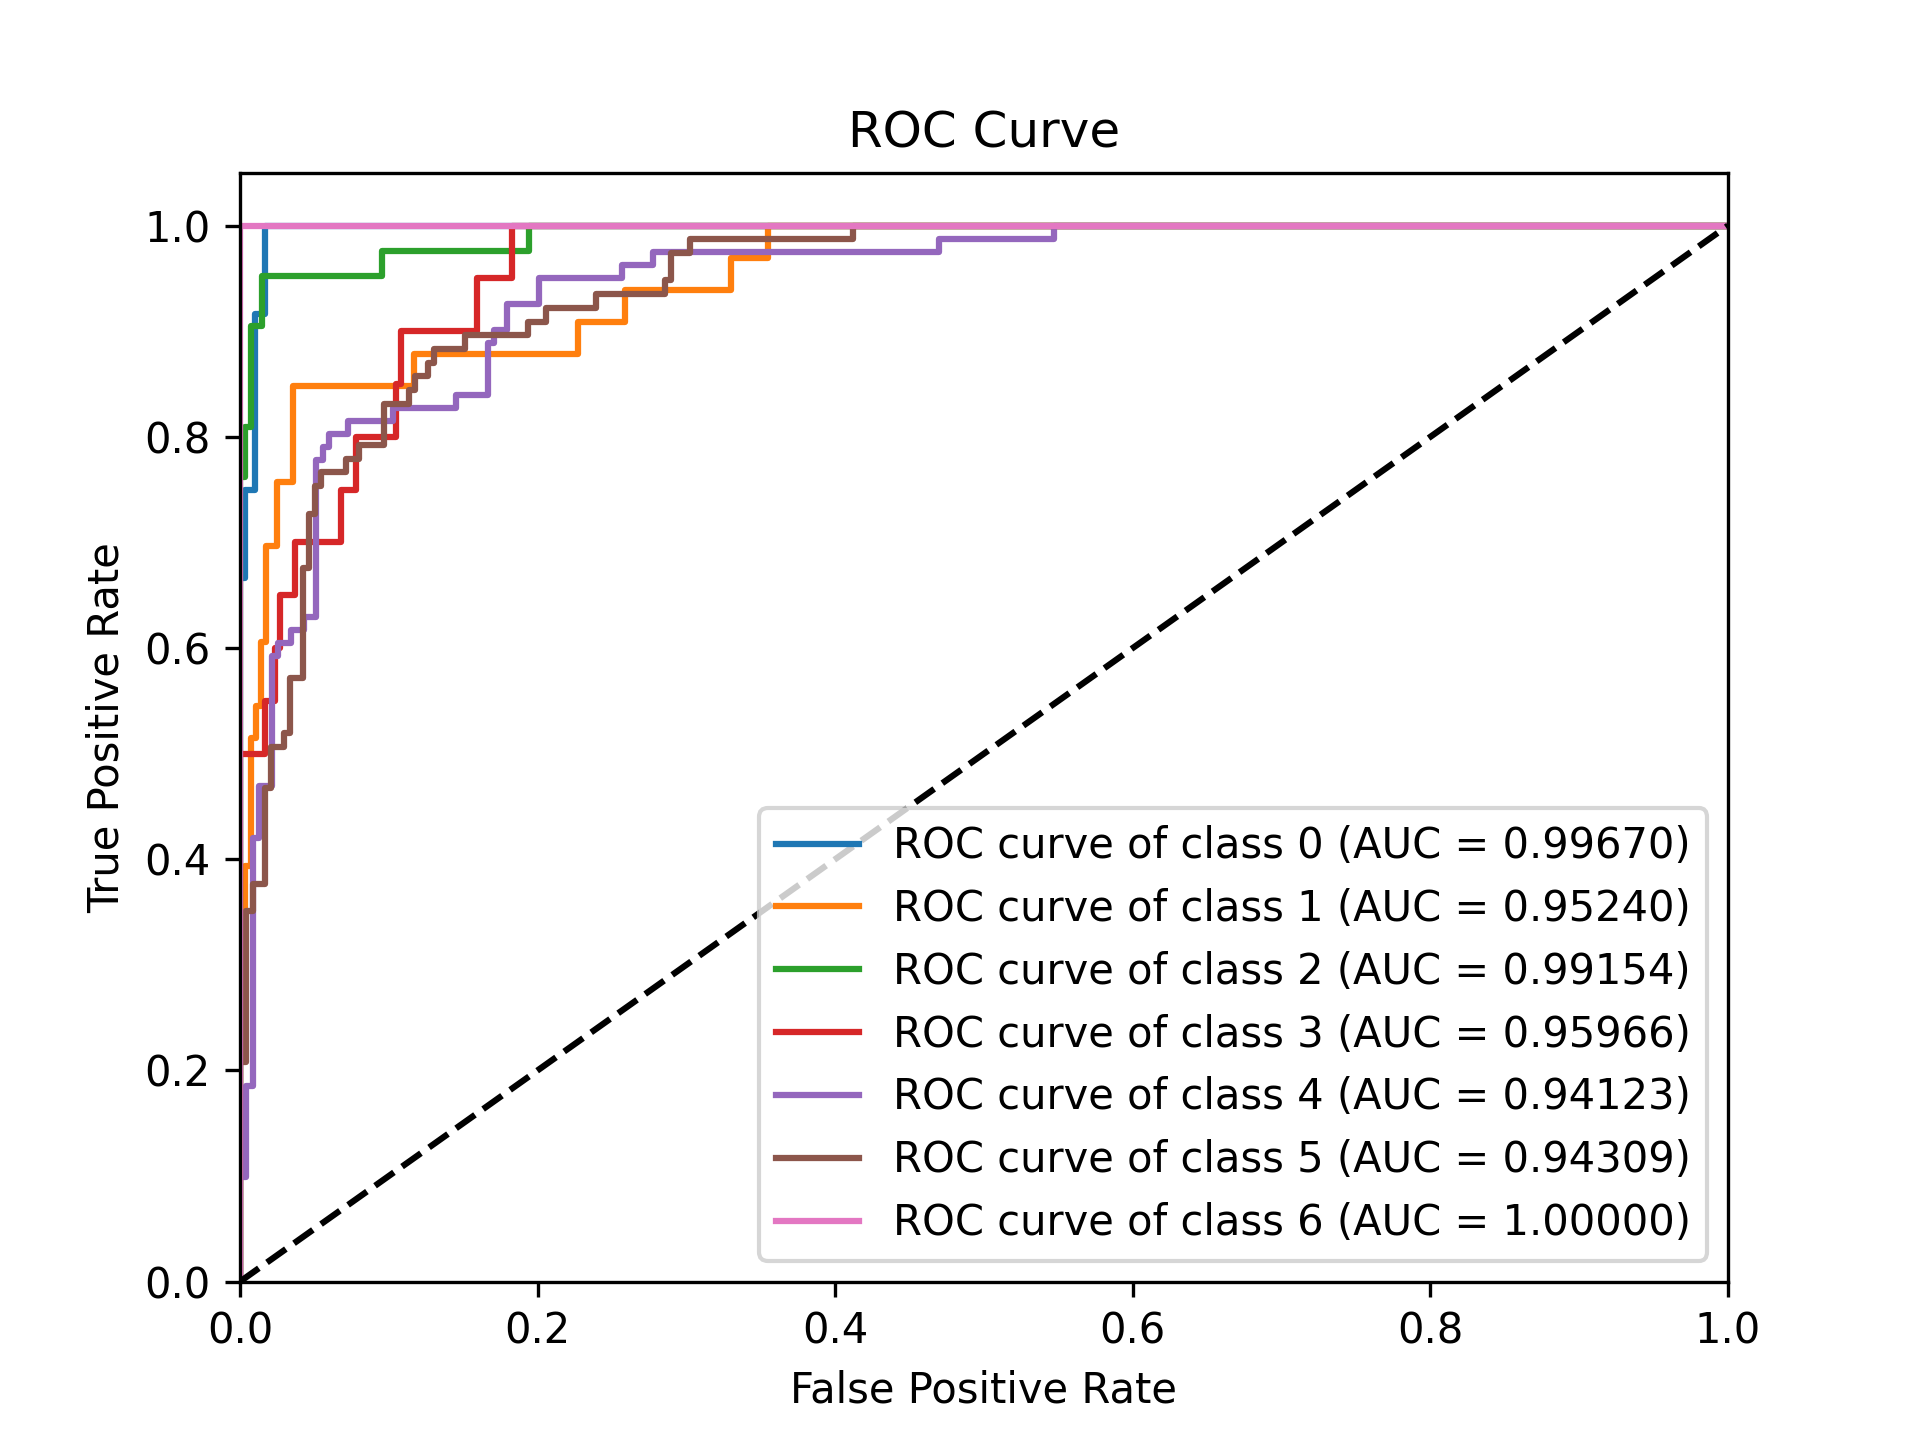 ROC Curve
True Positive Rate
1.0
0.8
0.6
0.4
0.2
0.0
ROC curve of class 0 (AUC = 0.99670)
ROC curve of class 1 (AUC = 0.95240)
ROC curve of class 2 (AUC = 0.99154)
ROC curve of class 3 (AUC = 0.95966)
ROC curve of class 4 (AUC = 0.94123)
ROC curve of class 5 (AUC = 0.94309)
ROC curve of class 6 (AUC = 1.00000)
0.0 0.2 0.4 0.6 0.8 1.0
False Positive Rate